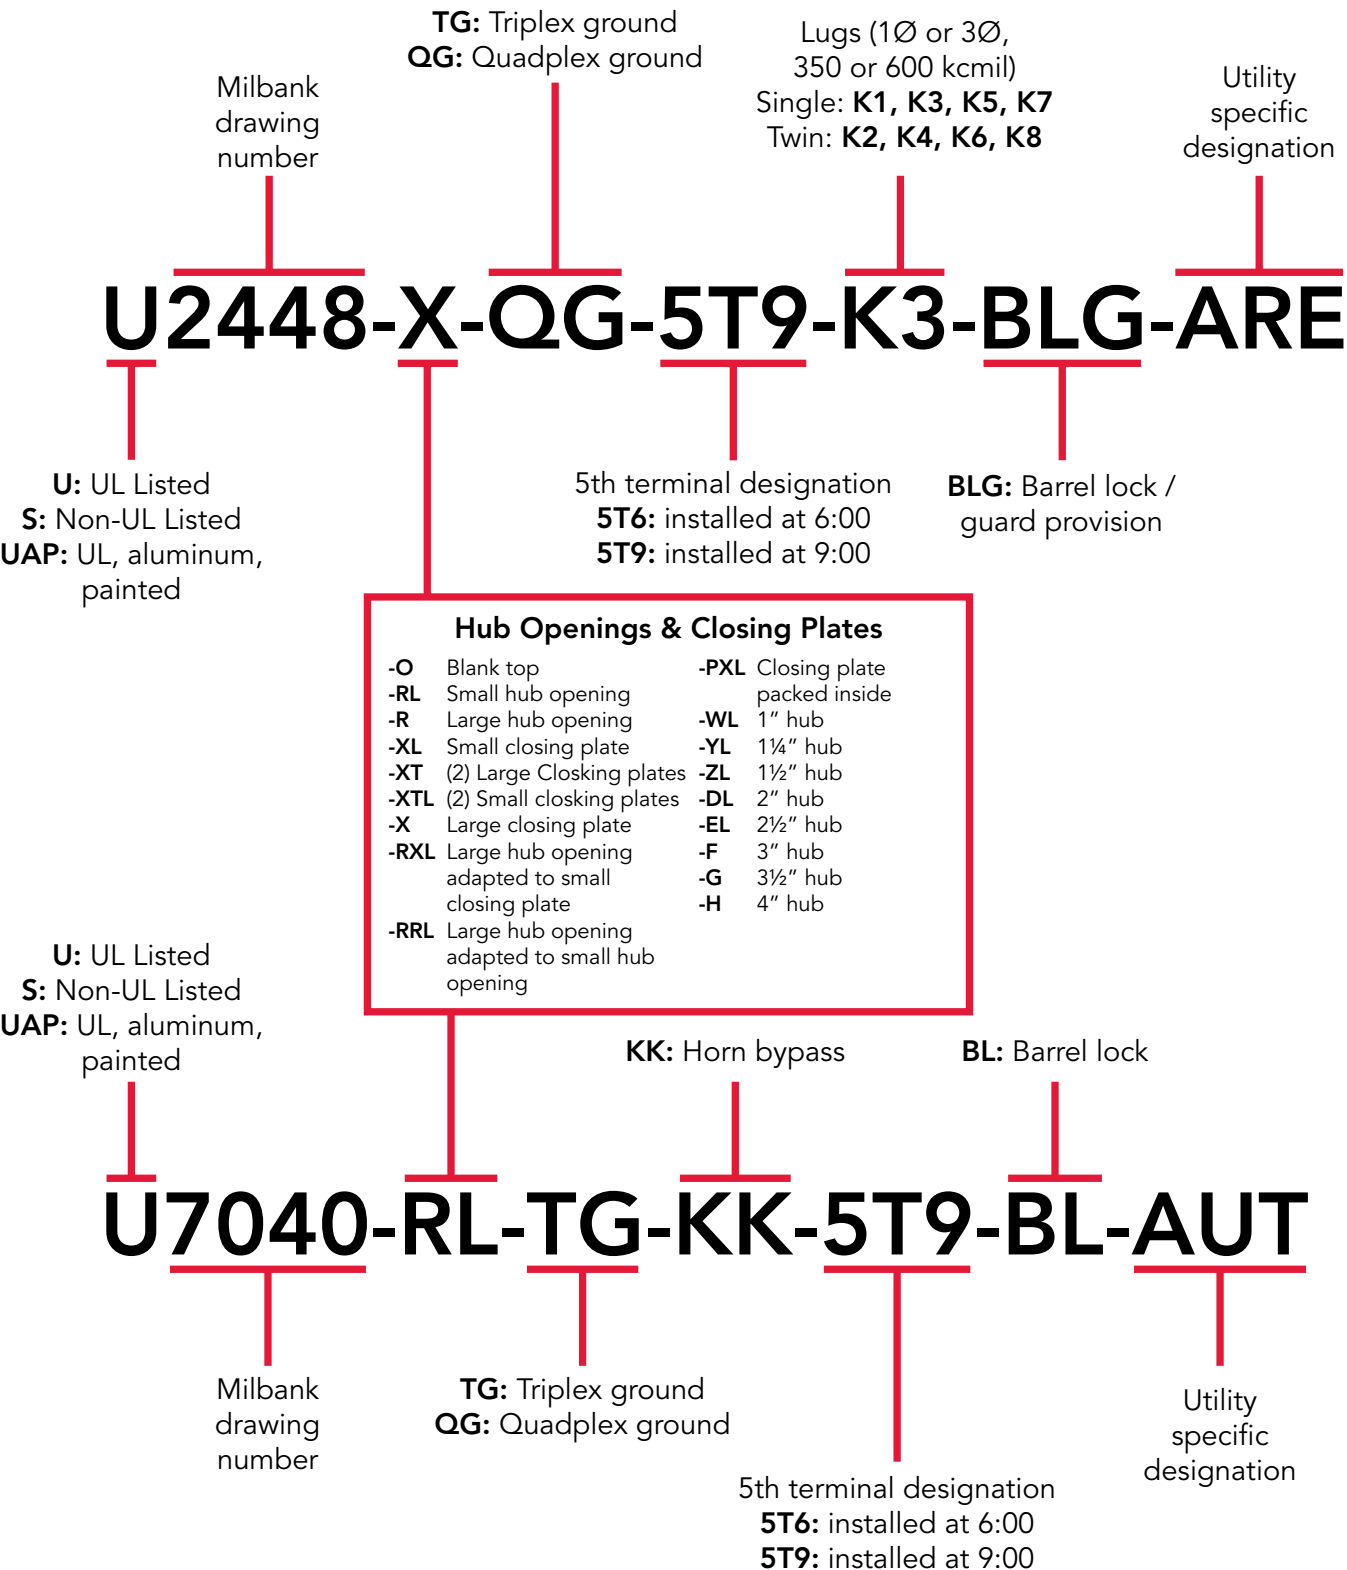 TG: Triplex ground
QG: Quadplex ground
Lugs (1Ø or 3Ø,
350 or 600 kcmil)
Single: K1, K3, K5, K7
Twin: K2, K4, K6, K8
Milbank
drawing
number
Utility
specific
designation
U2448-X-QG-5T9-K3-BLG-ARE
U: UL Listed
S: Non-UL Listed
UAP: UL, aluminum,
painted
5th terminal designation
5T6: installed at 6:00
5T9: installed at 9:00
BLG: Barrel lock /
guard provision
Hub Openings & Closing Plates
-O Blank top
-RL Small hub opening
-R Large hub opening
-XL Small closing plate
-XT (2) Large Closking plates
-XTL (2) Small closking plates
-X Large closing plate
-RXL Large hub opening
adapted to small
closing plate
-RRL Large hub opening
adapted to small hub
opening
-PXL Closing plate
packed inside
-WL 1” hub
-YL 1¼” hub
-ZL 1½” hub
-DL 2” hub
-EL 2½” hub
-F 3” hub
-G 3½” hub
-H 4” hub
U: UL Listed
S: Non-UL Listed
UAP: UL, aluminum,
painted
KK: Horn bypass
BL: Barrel lock
U7040-RL-TG-KK-5T9-BL-AUT
Milbank
drawing
number
TG: Triplex ground
QG: Quadplex ground
5th terminal designation
5T6: installed at 6:00
5T9: installed at 9:00
Utility
specific
designation